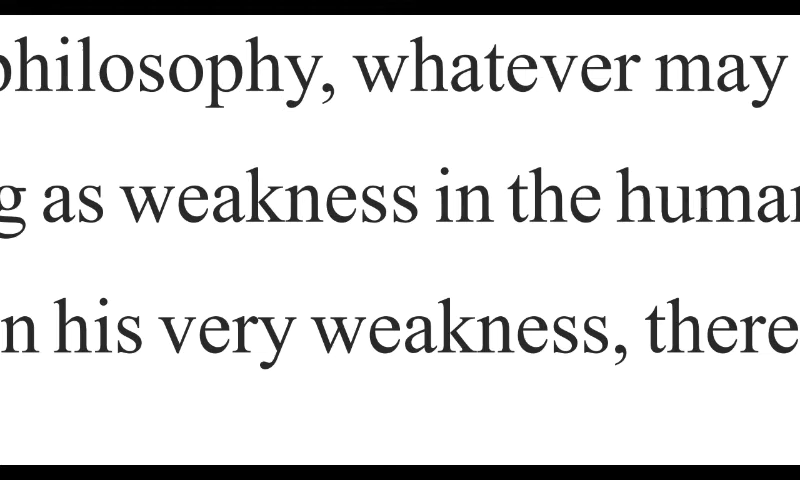 philosophy, whatever may
g as weakness in the human
n his very weakness, there